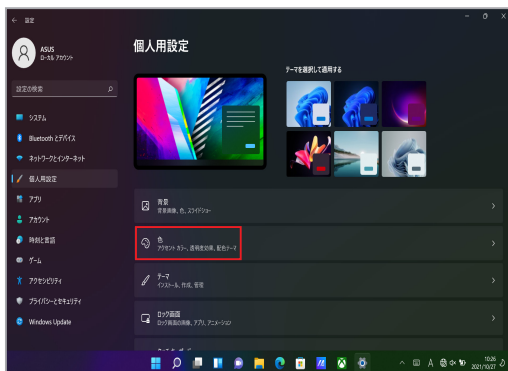 設定
ASUS
ローカル アカウント
設定の検索
システム
Bluetooth とデバイス
ネットワークとインターネット
個人用設定
アプリ
アカウント
時刻と言語
ゲーム
アクセシビリティ
プライバシーとセキュリティ
Windows Update
個人用設定
テーマを選択して適用する
背景
背景画像、色、スライドショー
色
アクセント カラー、透明度効果、配色テーマ
テーマ
インストール、作成、管理
ロック画面
ロック画面の画像、アプリ、アニメーション
A
10:26
2021/10/27
2